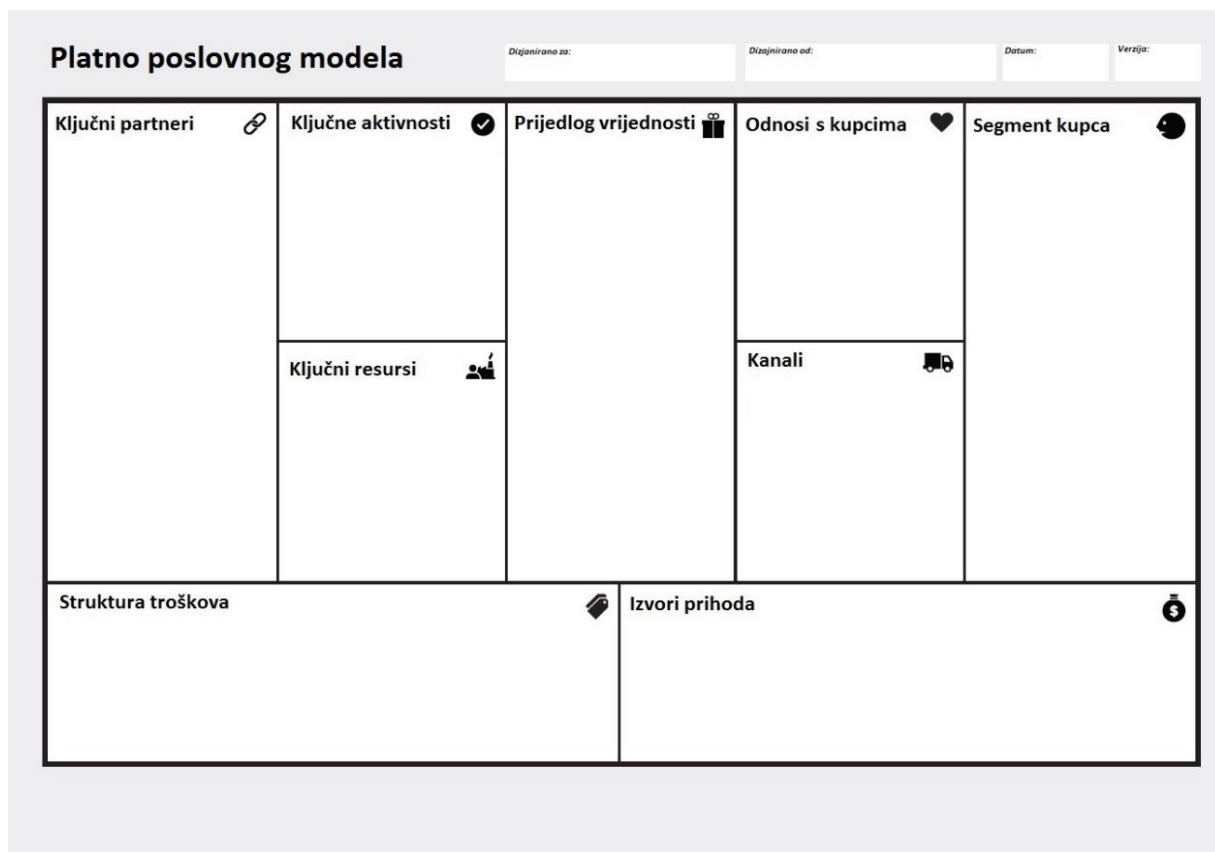 Platno poslovnog modela
Dizjanirano za:
Dizajnirano od:
Datum:
Verzija:
Ključni partneri
Ključne aktivnosti
Prijedlog vrijednosti
Odnosi s kupcima
Segment kupca
Ključni resursi
Kanali
Struktura troškova
Izvori prihoda
$